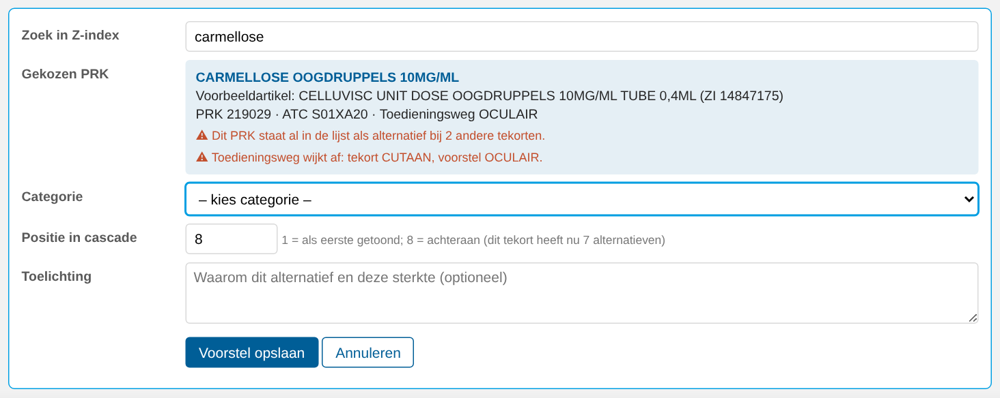 Zoek in Z-index
carmellose
Gekozen PRK
CARMELLOSE OOGDRUPPELS 10MG/ML
Voorbeeldartikel: CELLUVISC UNIT DOSE OOGDRUPPELS 10MG/ML TUBE 0,4ML (ZI 14847175)
PRK 219029 · ATC S01XA20 · Toedieningsweg OCULAIR
Dit PRK staat al in de lijst als alternatief bij 2 andere tekorten.
Toedieningsweg wijkt af: tekort CUTAAN, voorstel OCULAIR.
Categorie
– kies categorie –
Positie in cascade
8
1 = als eerste getoond; 8 = achteraan (dit tekort heeft nu 7 alternatieven)
Toelichting
Waarom dit alternatief en deze sterkte (optioneel)
Voorstel opslaan
Annuleren